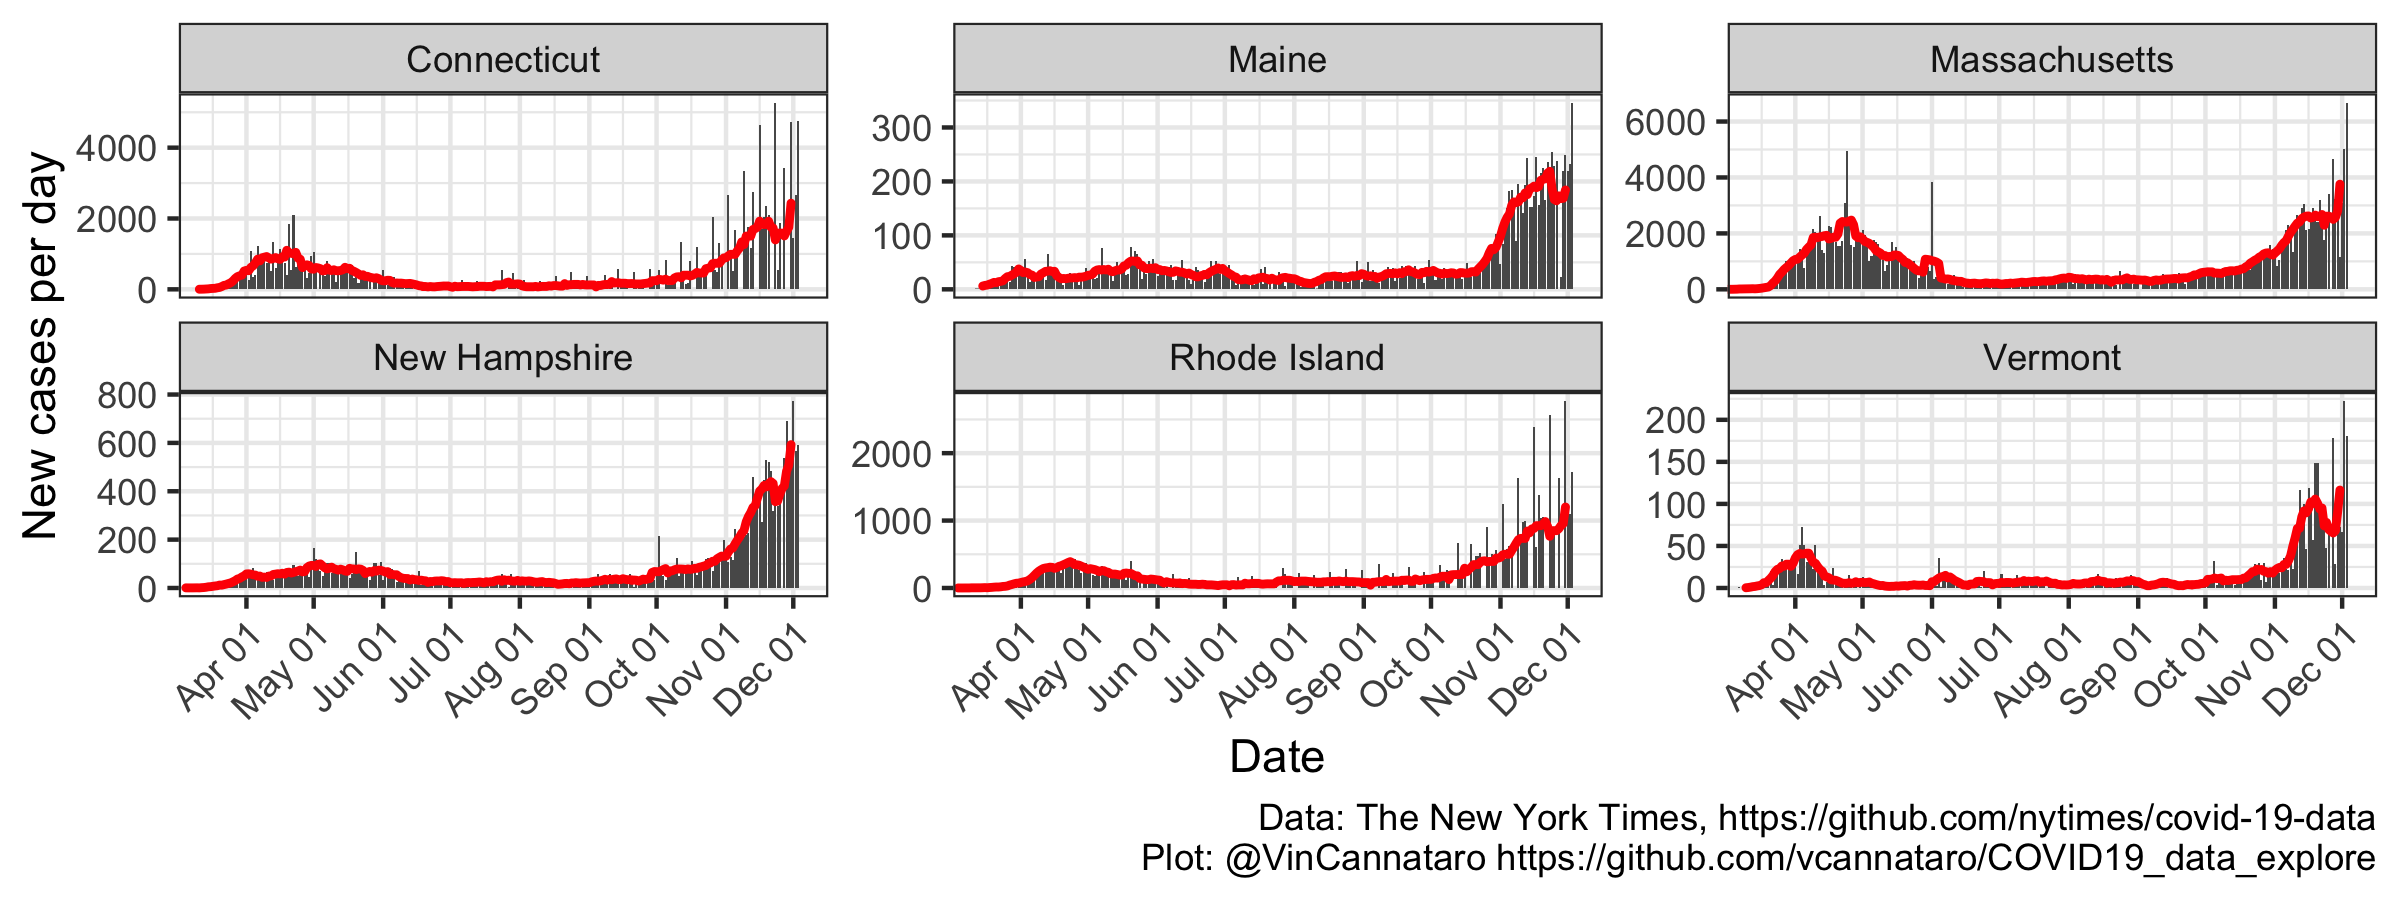 Connecticut
Maine
Massachusetts
New cases per day
4000
2000
0
300
200
100
0
6000
4000
2000
0
New Hampshire
Rhode Island
Vermont
800
600
400
200
0
2000
1000
0
200
150
100
50
0
Apr 01 May 01 Jun 01 Jul 01 Aug 01 Sep 01 Oct 01 Nov 01 Dec 01
Apr 01 May 01 Jun 01 Jul 01 Aug 01 Sep 01 Oct 01 Nov 01 Dec 01
Apr 01 May 01 Jun 01 Jul 01 Aug 01 Sep 01 Oct 01 Nov 01 Dec 01
Date
Data: The New York Times, https://github.com/nytimes/covid-19-data
Plot: @VinCannataro https://github.com/vcannataro/COVID19_data_explore